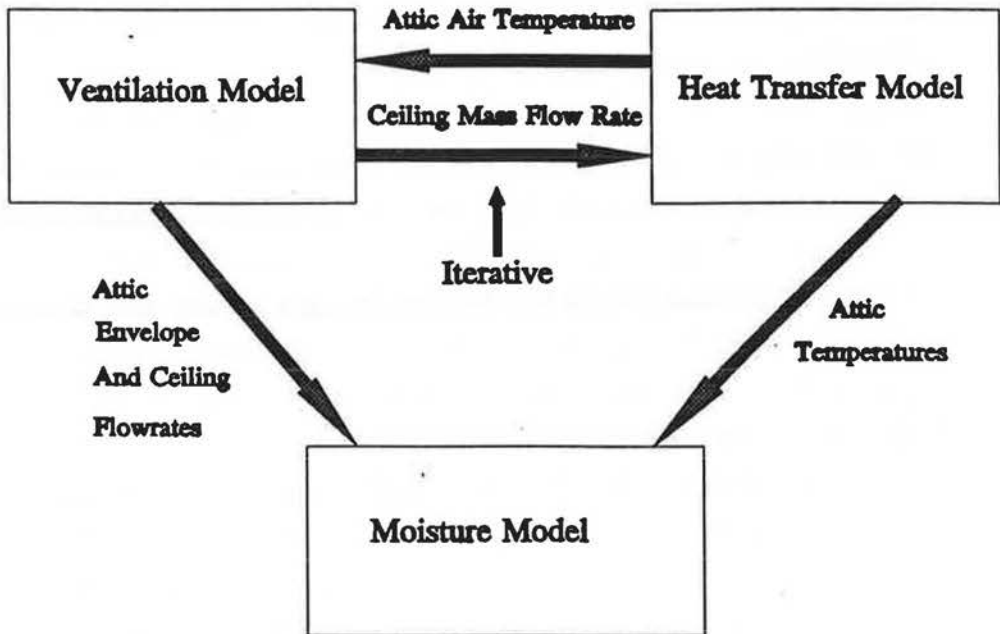 Attic Air Temperature
Ventilation Model
Heat Transfer Model
Ceiling Mass Flow Rate
Iterative
Attic
Envelope
And Ceiling
Flowrates
Attic
Temperatures
Moisture Model